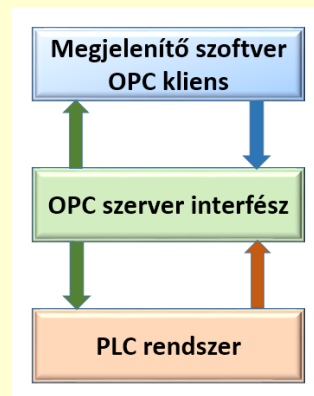 Megjelenítő szoftver
OPC kliens
OPC szerver interfész
PLC rendszer